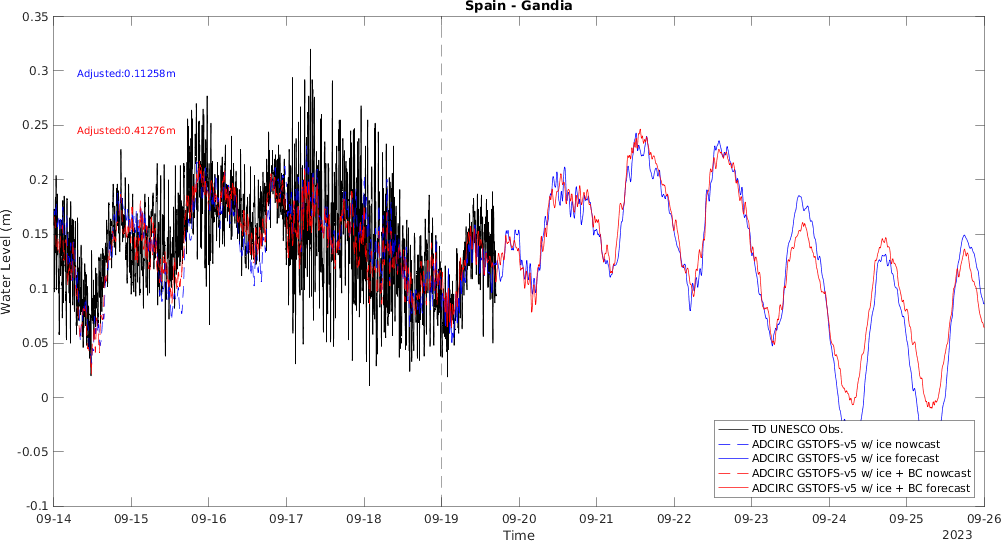 Spain - Gandia
0.35
0.3
0.25
0.2
0.15
0.1
0.05
0
-0.05
-0.1
Water Level (m)
Adjusted:0.11258m
Adjusted:0.41276m
TD UNESCO Obs.
ADCIRC GSTOFS-v5 w/ ice nowcast
ADCIRC GSTOFS-v5 w/ ice forecast
ADCIRC GSTOFS-v5 w/ ice + BC nowcast
ADCIRC GSTOFS-v5 w/ ice + BC forecast
09-14 09-15 09-16 09-17 09-18 09-19 09-20 09-21 09-22 09-23 09-24 09-25 09-26
Time
2023